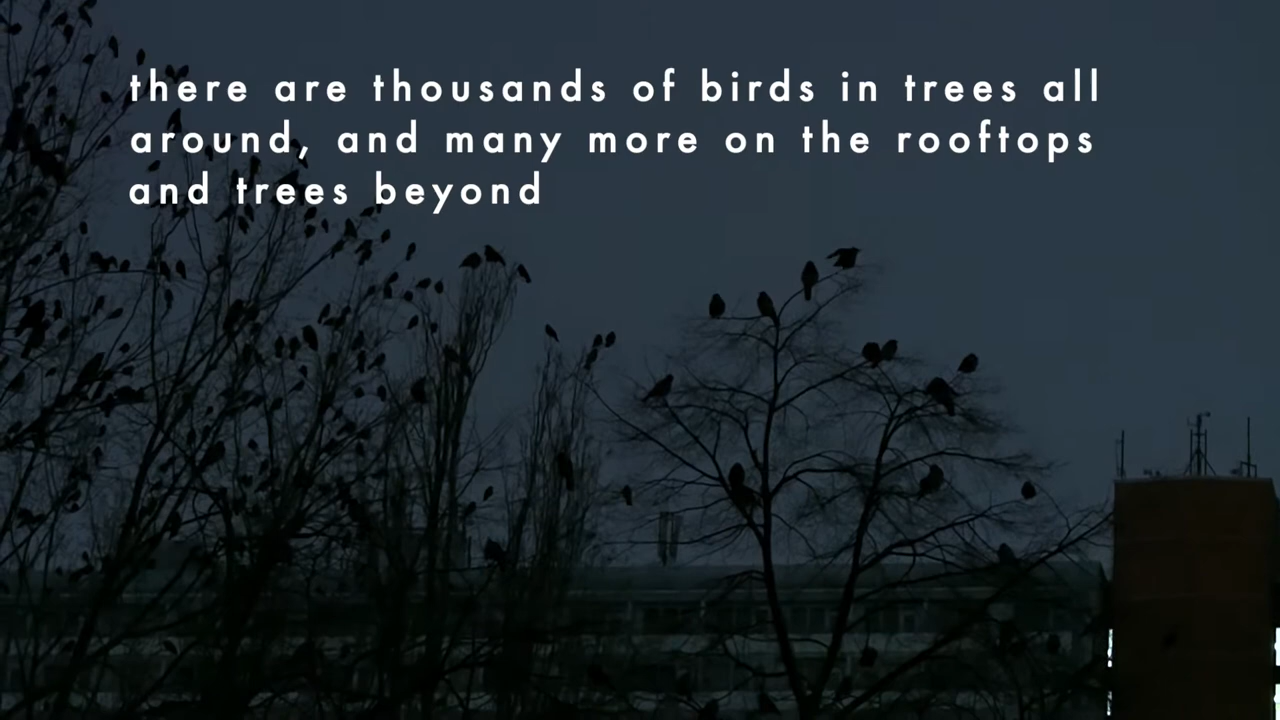 there are thousands of birds in trees all
around, and many more on the rooftops
and trees beyond